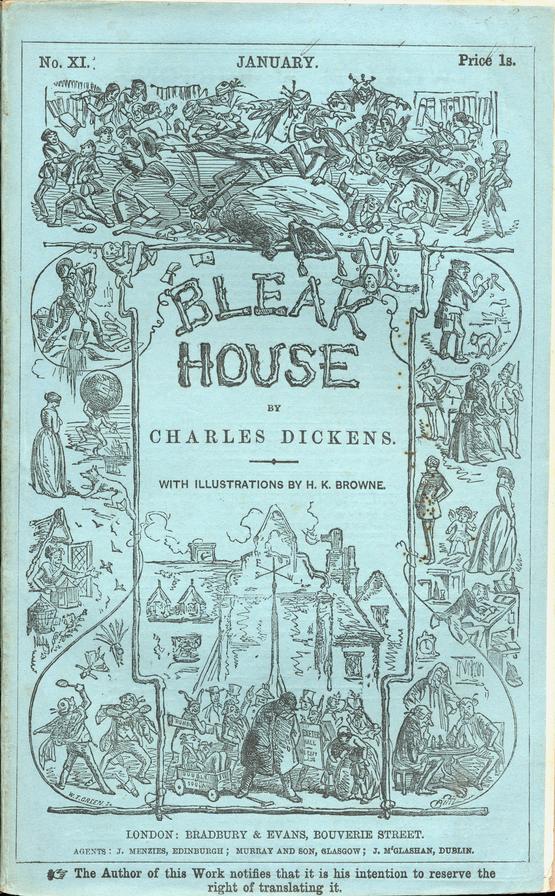 No. XI.
JANUARY.
Price 1s.
BLEAK
HOUSE
BY
CHARLES DICKENS.
WITH ILLUSTRATIONS BY H. K. BROWNE.
EXETER
HALL
LONDON: BRADBURY & EVANS, BOUVERIE STREET.
AGENTS: J. MENZIES, EDINBURGH; MURRAY AND SON, GLASGOW; J. M'GLASHAN, DUBLIN.
☞ The Author of this Work notifies that it is his intention to reserve the
right of translating it.